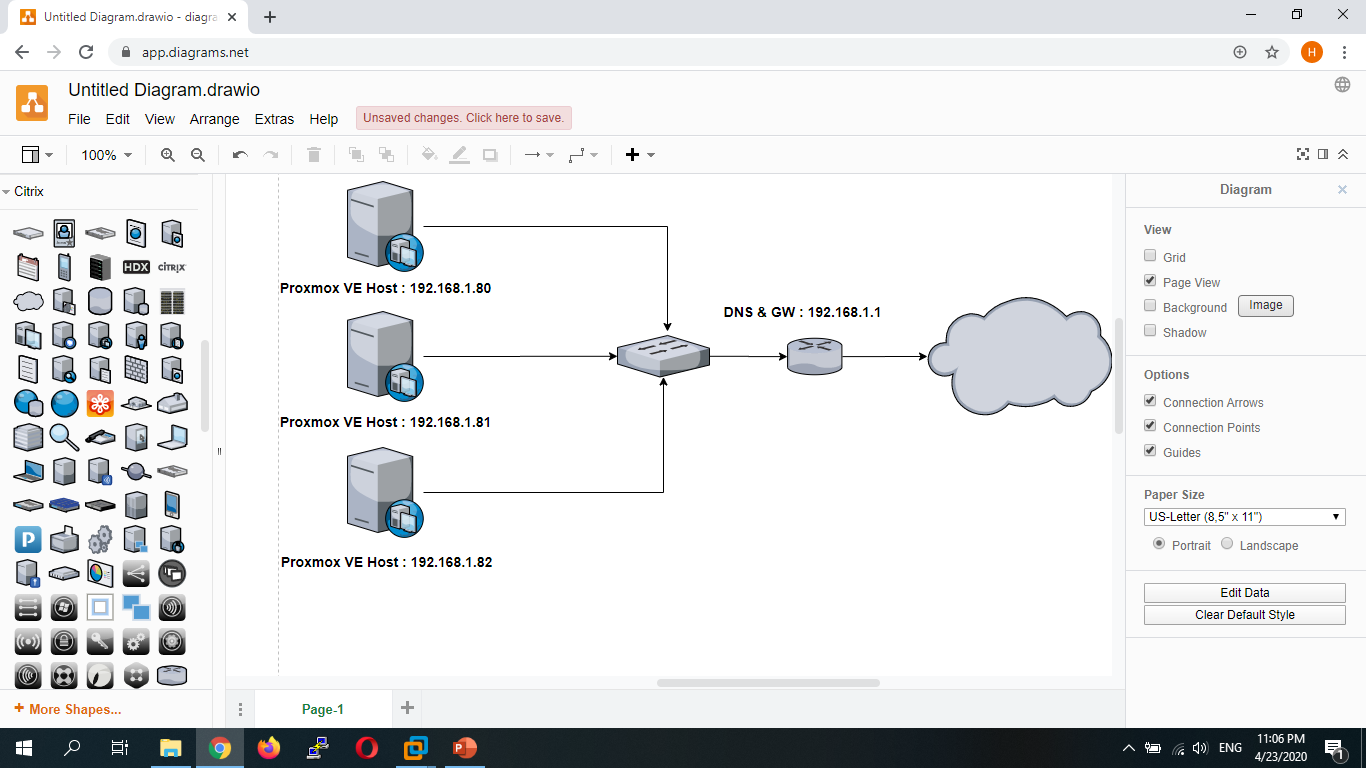 Untitled Diagram.drawio - diagra
app.diagrams.net
H
Untitled Diagram.drawio
File Edit View Arrange Extras Help
Unsaved changes. Click here to save.
100%
Citrix
HDX CİTRIX
P
More Shapes...
Proxmox VE Host : 192.168.1.80
DNS & GW : 192.168.1.1
Proxmox VE Host : 192.168.1.81
Proxmox VE Host : 192.168.1.82
Page-1
Diagram
View
Grid
Page View
Background Image
Shadow
Options
Connection Arrows
Connection Points
Guides
Paper Size
US-Letter (8,5" x 11")
Portrait Landscape
Edit Data
Clear Default Style
ENG
11:06 PM
4/23/2020
1